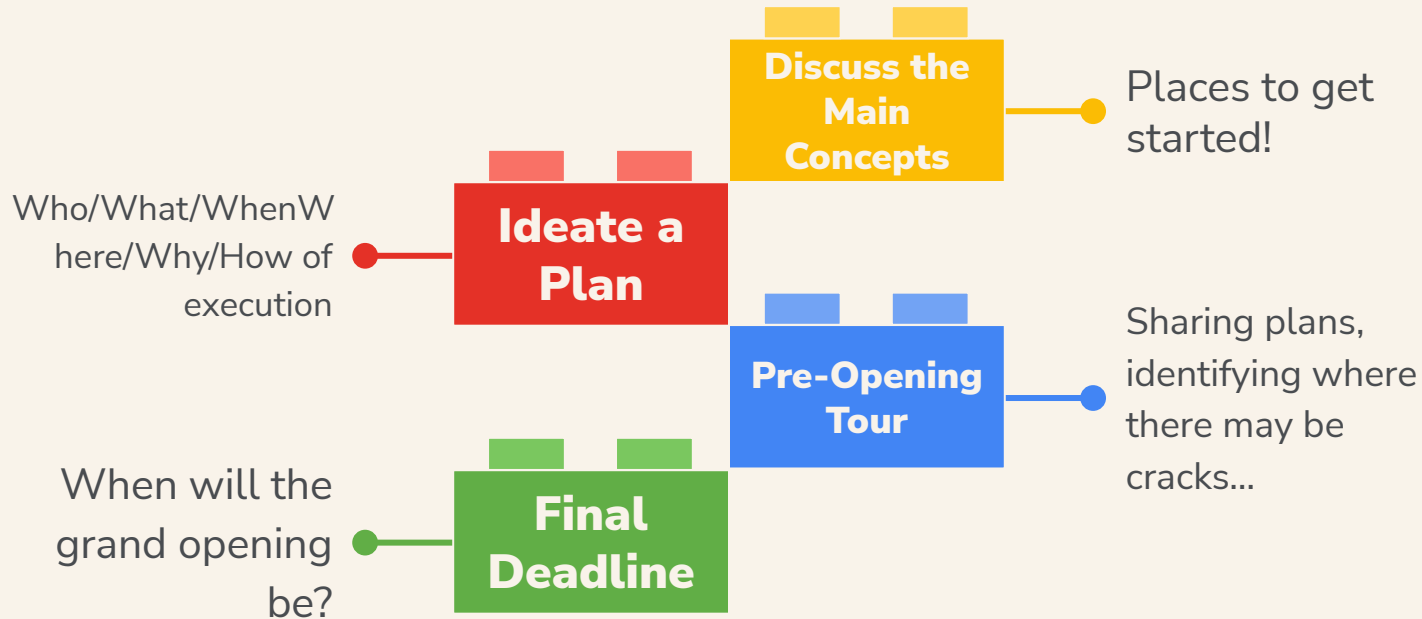 Discuss the
Main
Concepts
Places to get
started!
Ideate a
Plan
Who/What/WhenW
here/Why/How of
execution
Pre-Opening
Tour
Sharing plans,
identifying where
there may be
cracks...
Final
Deadline
When will the
grand opening
be?